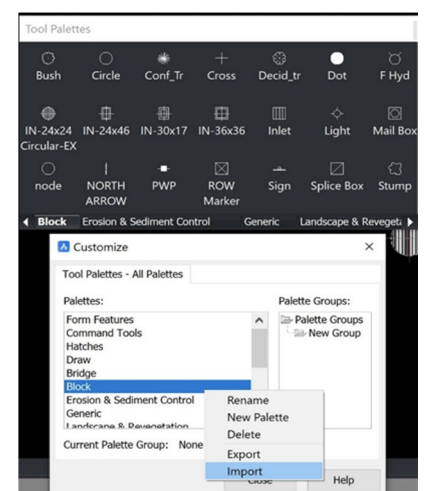 Tool Palettes
Bush Circle Conf_Tr Cross Decid_tr Dot F Hyd
IN-24x24 IN-24x46 IN-30x17 IN-36x36 Inlet Light Mail Box
Circular-EX
node NORTH PWP ROW Sign Splice Box Stump
ARROW Marker
Block Erosion & Sediment Control Generic Landscape & Reveget
Customize
Tool Palettes - All Palettes
Palettes: Palette Groups:
Form Features Palette Groups
Command Tools New Group
Hatches
Draw
Bridge
Block
Erosion & Sediment Control Rename
Generic New Palette
Landscape & Revegetation Delete
Current Palette Group: None Export
Import
Close Help